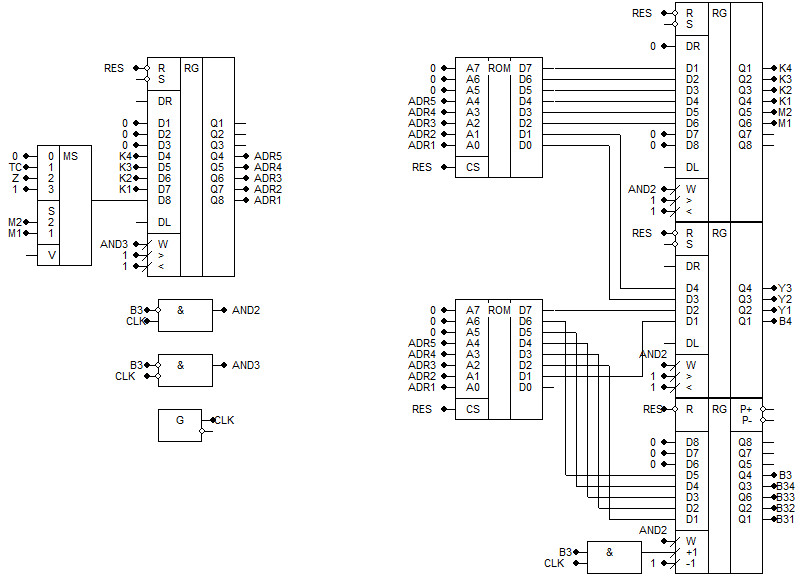 RES R RG
S
DR
0 D1 Q1
0 D2 Q2
0 D3 Q3
K4 D4 Q4 ADR5
K3 D5 Q5 ADR4
K2 D6 Q6 ADR3
K1 D7 Q7 ADR2
D8 Q8 ADR1
DL
AND3 W
1 >
1 <
0 0 MS
TC 1
Z 2
1 3
S
M2 2
M1 1
V
B3 & AND2
CLK
B3 & AND3
CLK
G CLK
0 A7 ROM D7
0 A6 D6
0 A5 D5
ADR5 A4 D4
ADR4 A3 D3
ADR3 A2 D2
ADR2 A1 D1
ADR1 A0 D0
RES CS
0 A7 ROM D7
0 A6 D6
0 A5 D5
ADR5 A4 D4
ADR4 A3 D3
ADR3 A2 D2
ADR2 A1 D1
ADR1 A0 D0
RES CS
RES R RG
S
0 DR
D1 Q1 K4
D2 Q2 K3
D3 Q3 K2
D4 Q4 K1
D5 Q5 M2
D6 Q6 M1
0 D7 Q7
0 D8 Q8
DL
AND2 W
1 >
1 <
RES R RG
S
DR
D4 Q4 Y3
D3 Q3 Y2
D2 Q2 Y1
D1 Q1 B4
DL
AND2 W
1 >
1 <
RES R RG P+
P-
0 D8 Q8
0 D7 Q7
0 D6 Q5
D5 Q4 B3
D4 Q3 B34
D3 Q6 B33
D2 Q2 B32
D1 Q1 B31
AND2 W
B3 & +1
CLK 1 -1